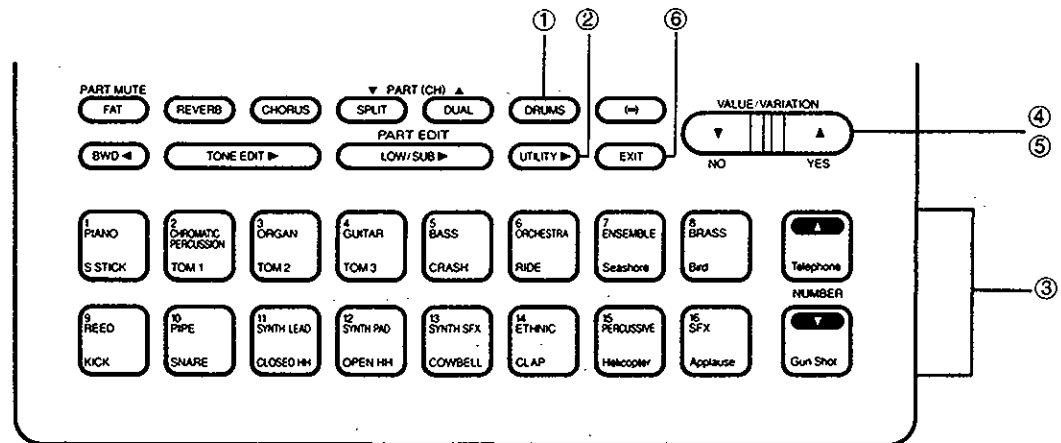 ① ② ⑥
PART MUTE ▼ PART (CH) ▲
FAT REVERB CHORUS SPLIT DUAL DRUMS (–) VALUE/VARIATION
▼ ▲ ④
PART EDIT ⑤
BWD ◀ TONE EDIT ▶ LOW/SUB ▶ UTILITY ▶ EXIT NO YES
1 PIANO 2 CHROMATIC PERCUSSION 3 ORGAN 4 GUITAR 5 BASS 6 ORCHESTRA 7 ENSEMBLE 8 BRASS ▲
S STICK TOM 1 TOM 2 TOM 3 CRASH RIDE Seashore Bird Telephone
NUMBER ③
9 REED 10 PIPE 11 SYNTH LEAD 12 SYNTH PAD 13 SYNTH SFX 14 ETHNIC 15 PERCUSSIVE 16 SFX ▼
KICK SNARE CLOSED HH OPEN HH COWBELL CLAP Helicopter Applause Gun Shot